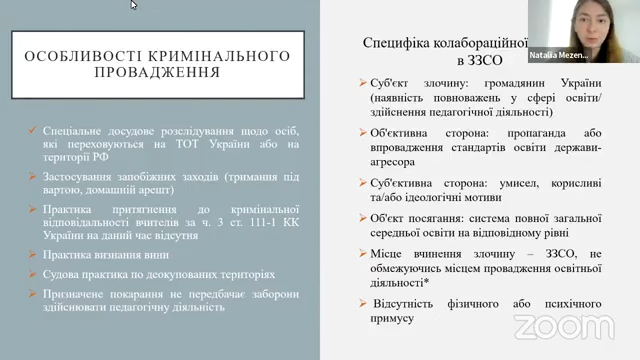 ОСОБЛИВОСТІ КРИМІНАЛЬНОГО
ПРОВАДЖЕННЯ
Спеціальне досудове розслідування щодо осіб,
які переховуються на ТОТ України або на
території РФ
Застосування запобіжних заходів (тримання під
вартою, домашній арешт)
Практика притягнення до кримінальної
відповідальності вчителів за ч. 3 ст. 111-1 КК
України на даний час відсутня
Практика визнання вини
Судова практика по деокупованих територіях
Призначене покарання не передбачає заборони
здійснювати педагогічну діяльність
Специфіка колабораційної
в ЗЗСО
Суб'єкт злочину: громадянин України
(наявність повноважень у сфері освіти/
здійснення педагогічної діяльності)
Об'єктивна сторона: пропаганда або
впровадження стандартів освіти держави-
агресора
Суб'єктивна сторона: умисел, корисливі
та/або ідеологічні мотиви
Об'єкт посягання: система повної загальної
середньої освіти на відповідному рівні
Місце вчинення злочину – ЗЗСО, не
обмежуючись місцем провадження освітньої
діяльності*
Відсутність фізичного або психічного
примусу
Nataliia Mezen...
zoom